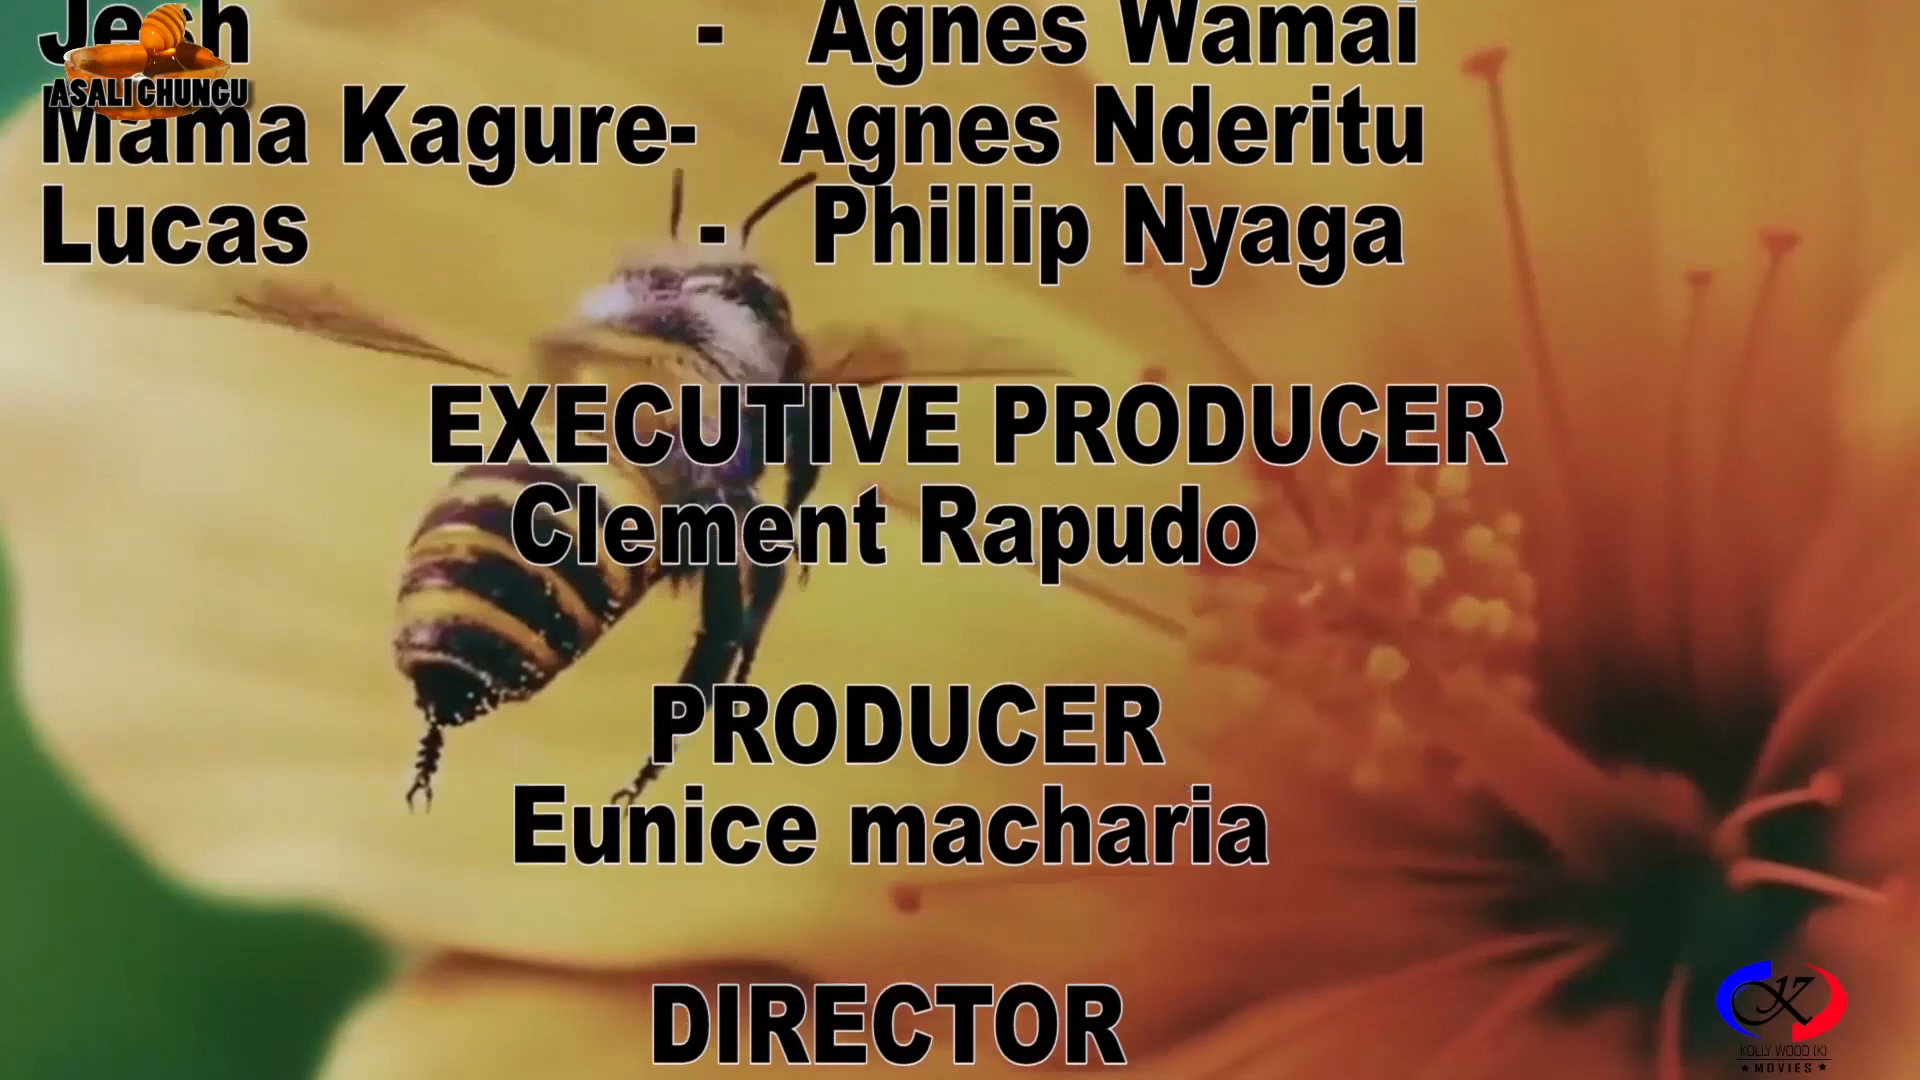 Jesh - Agnes Wamai
ASALI CHUNGU
Mama Kagure- Agnes Nderitu
Lucas - Phillip Nyaga
EXECUTIVE PRODUCER
Clement Rapudo
PRODUCER
Eunice macharia
DIRECTOR
K
KOLLY WOOD (K)
★ MOVIES ★